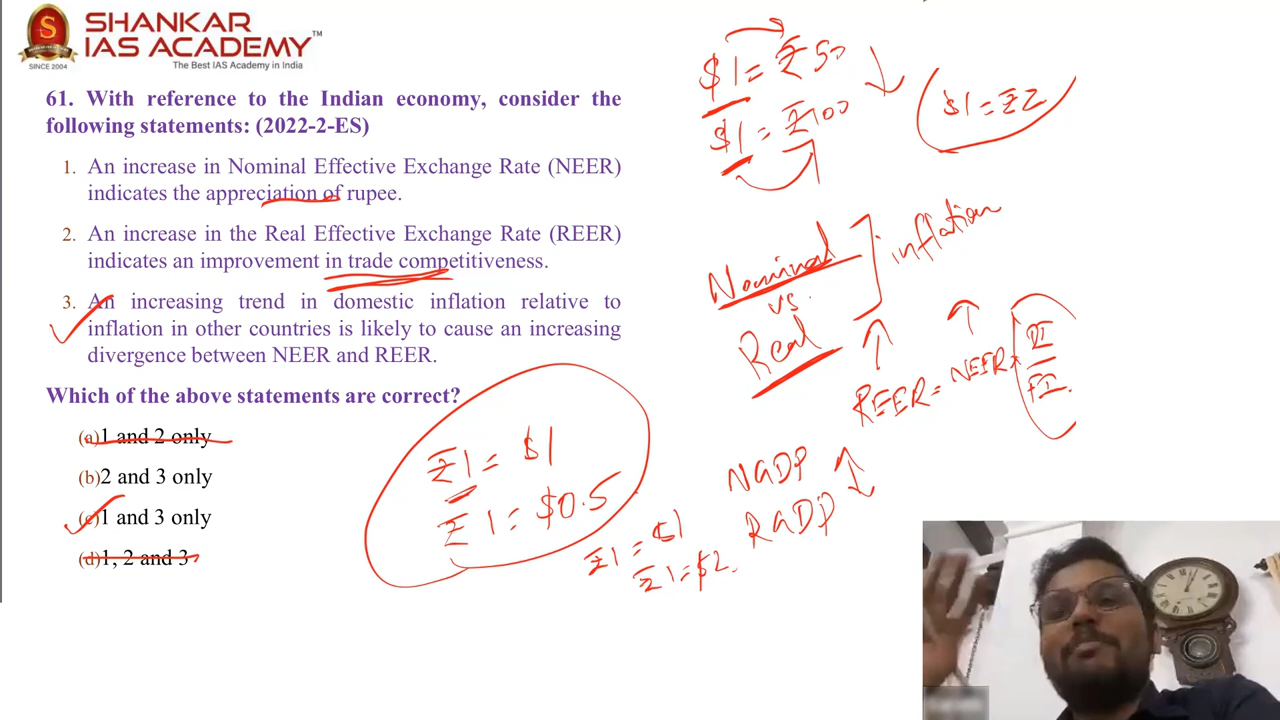 SHANKAR
IAS ACADEMY™
SINCE 2004
The Best IAS Academy in India
61. With reference to the Indian economy, consider the
following statements: (2022-2-ES)
1. An increase in Nominal Effective Exchange Rate (NEER)
indicates the appreciation of rupee.
2. An increase in the Real Effective Exchange Rate (REER)
indicates an improvement in trade competitiveness.
3. An increasing trend in domestic inflation relative to
inflation in other countries is likely to cause an increasing
divergence between NEER and REER.
Which of the above statements are correct?
(a)1 and 2 only
(b)2 and 3 only
(c)1 and 3 only
(d)1, 2 and 3
$1 = ₹50
$1 = ₹100
$1 = ₹2
Nominal
vs.
Real
inflation
REER = NEER × DI
FI.
₹1 = $1
₹1 = $0.5
NGDP
RGDP
₹1 = $1
₹1 = $2.